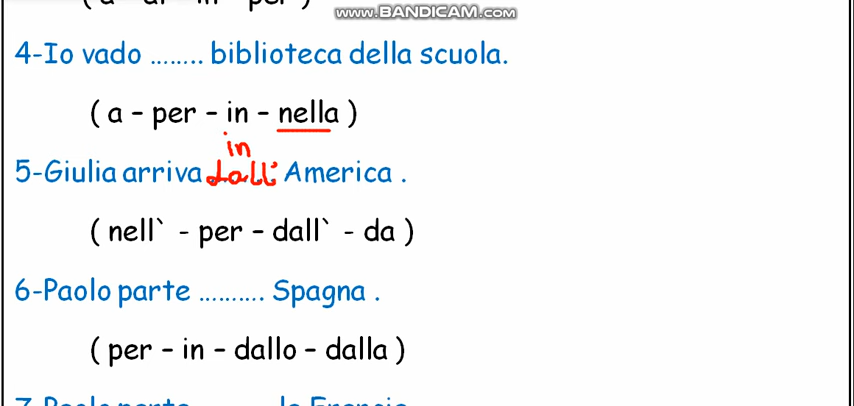 www.BANDICAM.com
4-Io vado ........ biblioteca della scuola.
( a - per - in - nella )
in
5-Giulia arriva dall' America .
( nell` - per - dall` - da )
6-Paolo parte .......... Spagna .
( per - in - dallo - dalla )